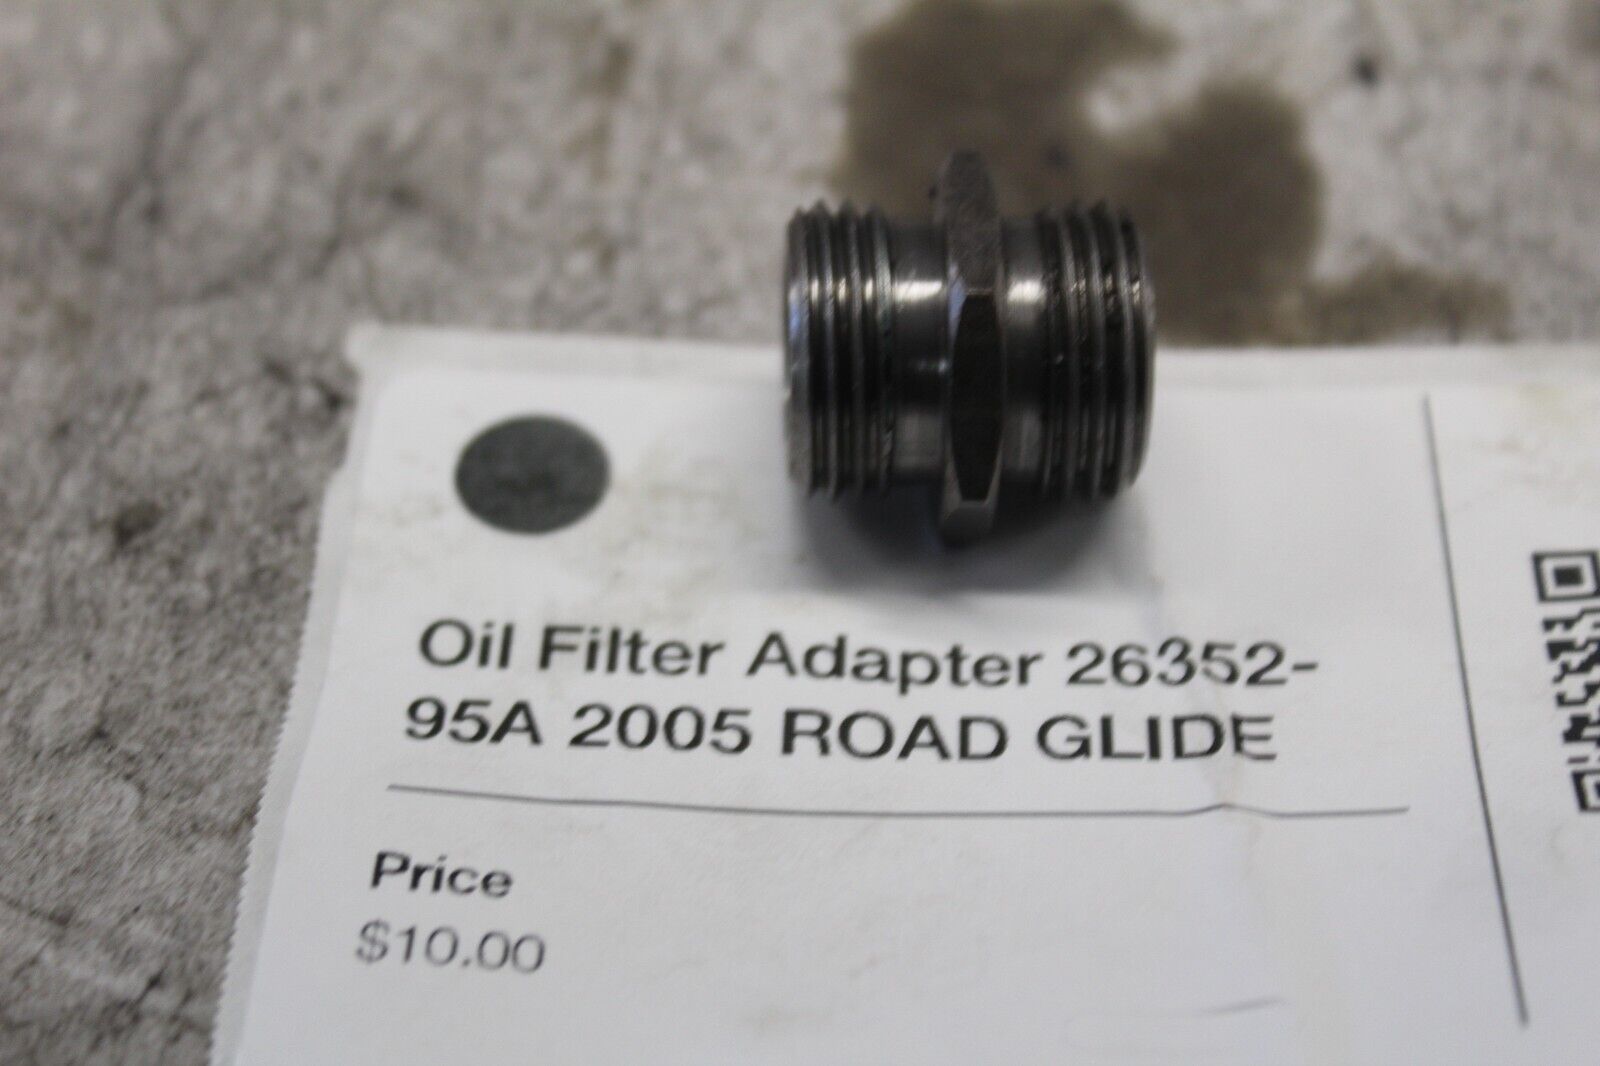 Oil Filter Adapter 26352-
95A 2005 ROAD GLIDE
Price
$10.00